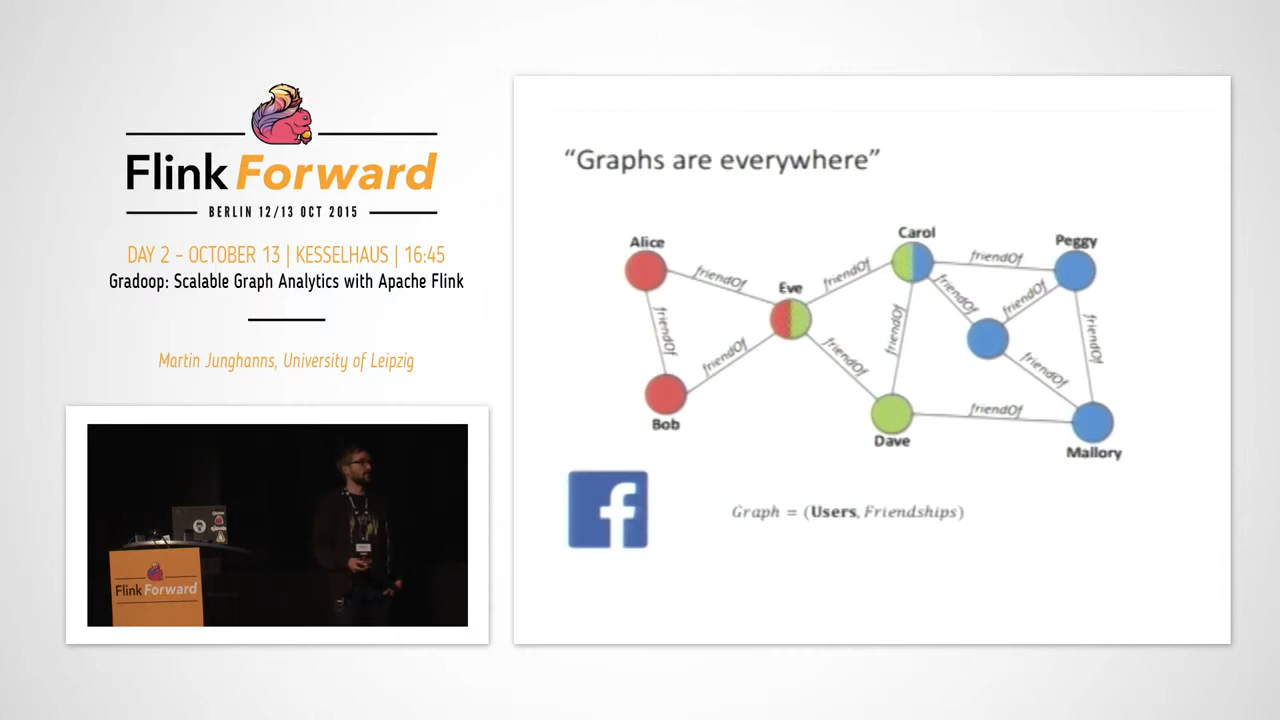 Flink Forward
BERLIN 12/13 OCT 2015
DAY 2 - OCTOBER 13 | KESSELHAUS | 16:45
Gradoop: Scalable Graph Analytics with Apache Flink
Martin Junghanns, University of Leipzig
Flink Forward
“Graphs are everywhere”
Alice
Carol
Peggy
friendOf
friendOf
friendOf
Eve
friendOf
friendOf
friendOf
friendOf
friendOf
friendOf
friendOf
friendOf
friendOf
Bob
Dave
Mallory
f
Graph = (Users, Friendships)